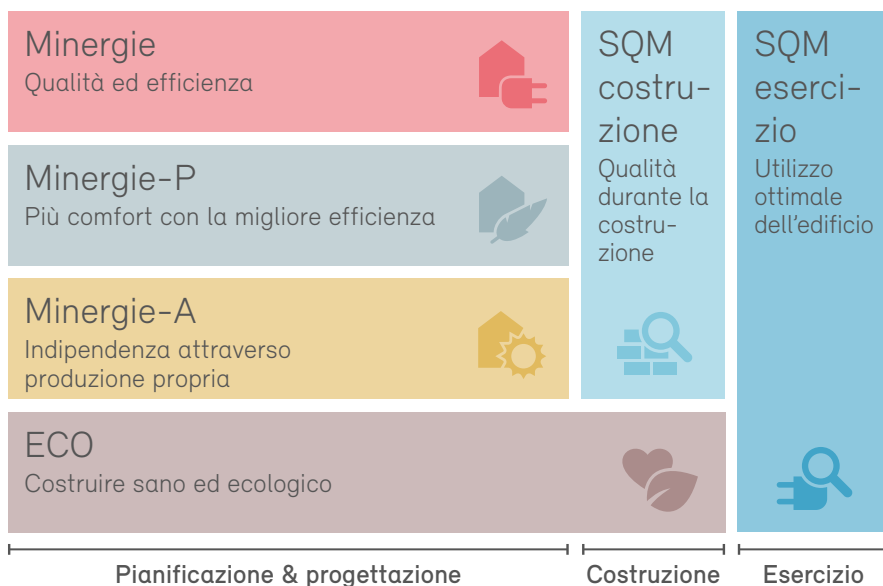 Minergie
Qualità ed efficienza
Minergie-P
Più comfort con la migliore efficienza
Minergie-A
Indipendenza attraverso
produzione propria
ECO
Costruire sano ed ecologico
SQM
costru-
zione
Qualità
durante la
costru-
zione
SQM
eserci-
zio
Utilizzo
ottimale
dell'edificio
Pianificazione & progettazione
Costruzione
Esercizio